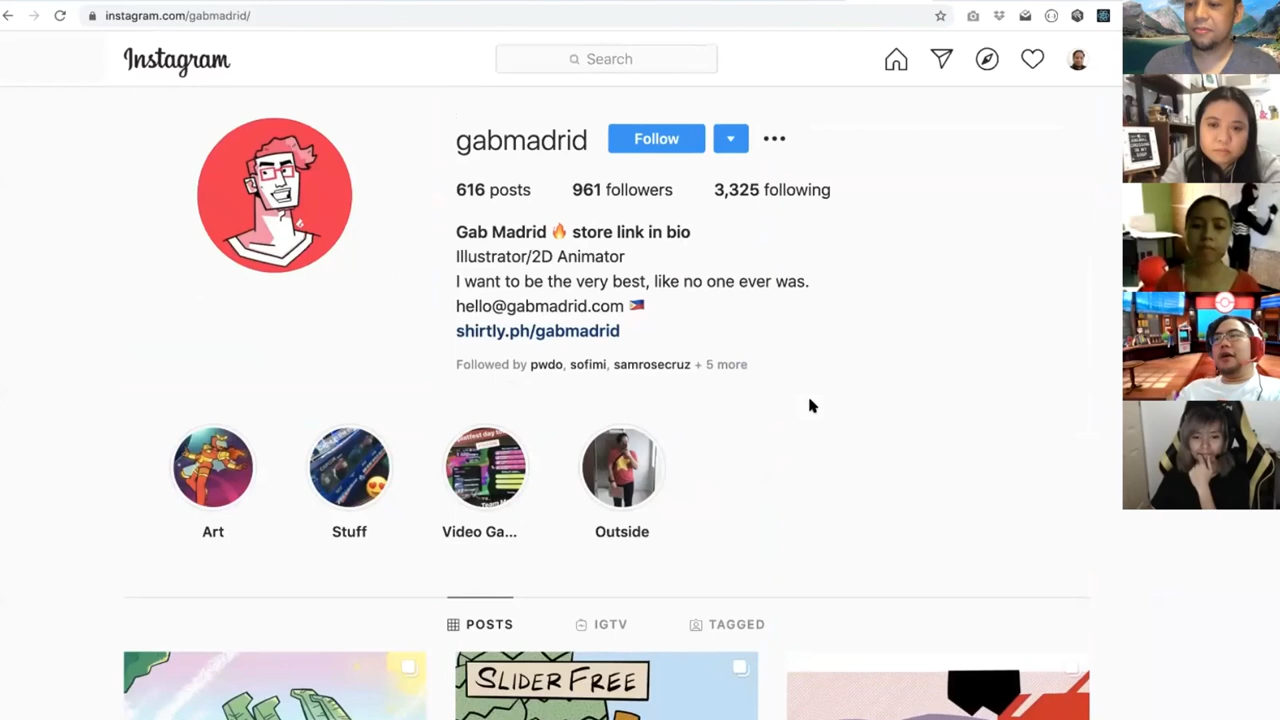 instagram.com/gabmadrid/
Instagram
Search
gabmadrid Follow
616 posts 961 followers 3,325 following
Gab Madrid 🔥 store link in bio
Illustrator/2D Animator
I want to be the very best, like no one ever was.
hello@gabmadrid.com 🇵🇭
shirtly.ph/gabmadrid
Followed by pwdo, sofimi, samrosecruz + 5 more
Art Stuff Video Ga... Outside
POSTS IGTV TAGGED
SLIDER FREE